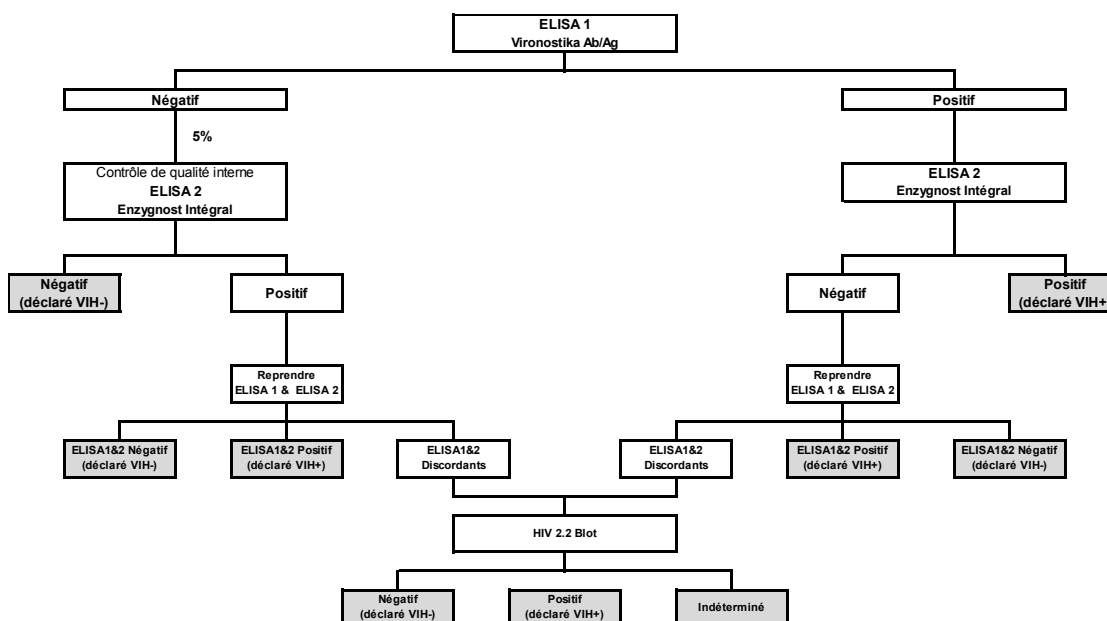 ELISA 1
Vironostika Ab/Ag
Négatif
Positif
5%
Contrôle de qualité interne
ELISA 2
Enzygnost Intégral
ELISA 2
Enzygnost Intégral
Négatif
(déclaré VIH-)
Positif
Négatif
Positif
(déclaré VIH+
Reprendre
ELISA 1 & ELISA 2
Reprendre
ELISA 1 & ELISA 2
ELISA1&2 Négatif
(déclaré VIH-)
ELISA1&2 Positif
(déclaré VIH+)
ELISA1&2
Discordants
ELISA1&2
Discordants
ELISA1&2 Positif
(déclaré VIH+)
ELISA1&2 Négatif
(déclaré VIH-)
HIV 2.2 Blot
Négatif
(déclaré VIH-)
Positif
(déclaré VIH+)
Indéterminé